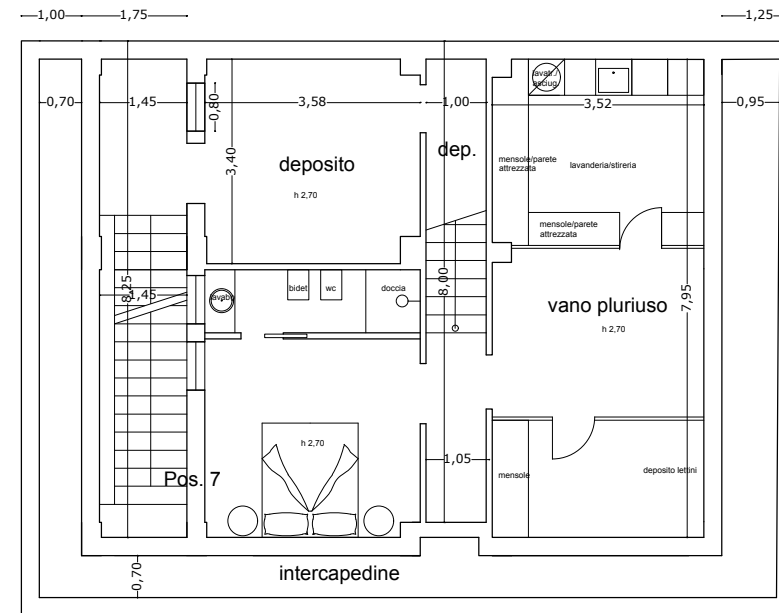 1,00 1,75 1,25
0,70 1,45 0,80 3,58 1,00 3,52 0,95
lavatr./
asciug.
3,40
deposito
h 2,70
dep.
mensole/parete
attrezzata
lavanderia/stireria
mensole/parete
attrezzata
8,25
1,45
lavabo
bidet
wc
doccia
8,00
vano pluriuso
h 2,70
7,95
h 2,70
Pos. 7
1,05
mensole
deposito lettini
0,70
intercapedine